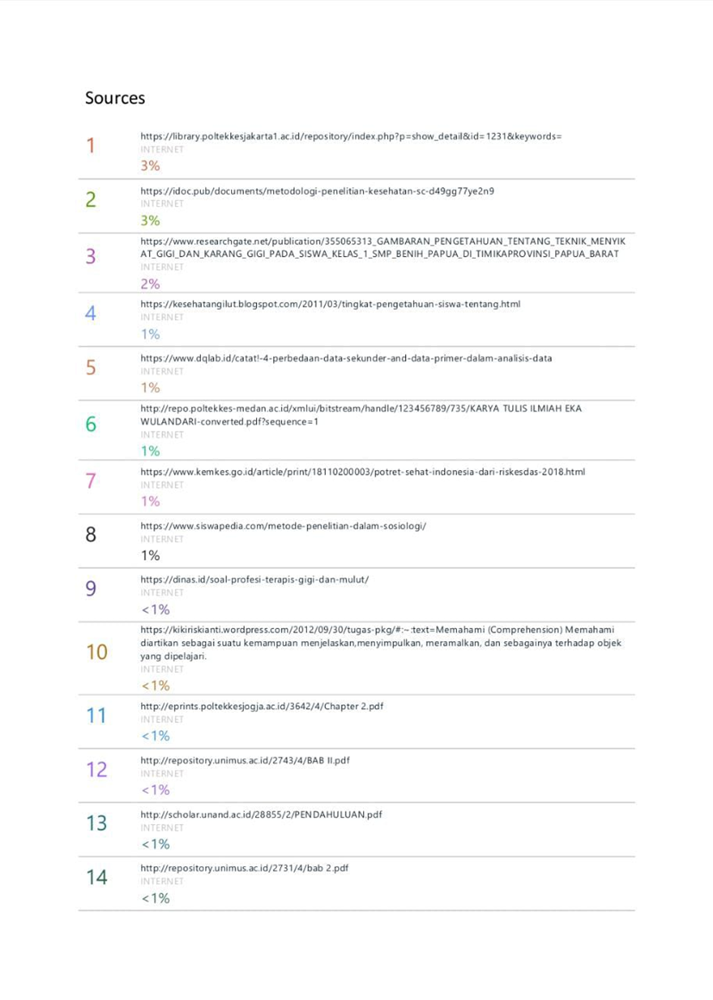 Sources
1
https://library.poltekkesjakarta1.ac.id/repository/index.php?p=show_detail&id=1231&keywords=
INTERNET
3%
2
https://idoc.pub/documents/metodologi-penelitian-kesehatan-sc-d49gg77ye2n9
INTERNET
3%
3
https://www.researchgate.net/publication/355065313_GAMBARAN_PENGETAHUAN_TENTANG_TEKNIK_MENYIK
AT_GIGI_DAN_KARANG_GIGI_PADA_SISWA_KELAS_1_SMP_BENIH_PAPUA_DI_TIMIKAPROVINSI_PAPUA_BARAT
INTERNET
2%
4
https://kesehatangilut.blogspot.com/2011/03/tingkat-pengetahuan-siswa-tentang.html
INTERNET
1%
5
https://www.dqlab.id/catat!-4-perbedaan-data-sekunder-and-data-primer-dalam-analisis-data
INTERNET
1%
6
http://repo.poltekkes-medan.ac.id/xmlui/bitstream/handle/123456789/735/KARYA TULIS ILMIAH EKA
WULANDARI-converted.pdf?sequence=1
INTERNET
1%
7
https://www.kemkes.go.id/article/print/18110200003/potret-sehat-indonesia-dari-riskesdas-2018.html
INTERNET
1%
8
https://www.siswapedia.com/metode-penelitian-dalam-sosiologi/
INTERNET
1%
9
https://dinas.id/soal-profesi-terapis-gigi-dan-mulut/
INTERNET
<1%
10
https://kikiriskianti.wordpress.com/2012/09/30/tugas-pkg/#:~:text=Memahami (Comprehension) Memahami
diartikan sebagai suatu kemampuan menjelaskan,menyimpulkan, meramalkan, dan sebagainya terhadap objek
yang dipelajari.
INTERNET
<1%
11
http://eprints.poltekkesjogja.ac.id/3642/4/Chapter 2.pdf
INTERNET
<1%
12
http://repository.unimus.ac.id/2743/4/BAB II.pdf
INTERNET
<1%
13
http://scholar.unand.ac.id/28855/2/PENDAHULUAN.pdf
INTERNET
<1%
14
http://repository.unimus.ac.id/2731/4/bab 2.pdf
INTERNET
<1%